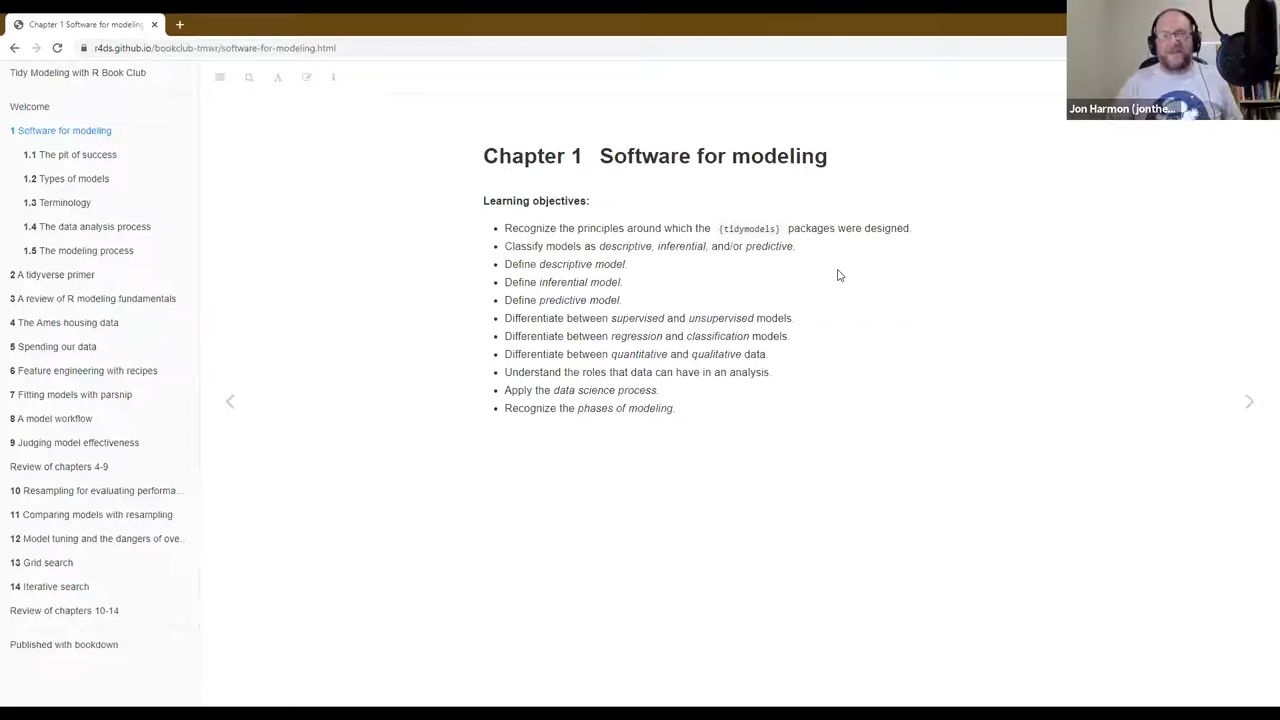 Chapter 1 Software for modeling
r4ds.github.io/bookclub-tmwr/software-for-modeling.html
Jon Harmon (jonthe...
Tidy Modeling with R Book Club
Welcome
1 Software for modeling
1.1 The pit of success
1.2 Types of models
1.3 Terminology
1.4 The data analysis process
1.5 The modeling process
2 A tidyverse primer
3 A review of R modeling fundamentals
4 The Ames housing data
5 Spending our data
6 Feature engineering with recipes
7 Fitting models with parsnip
8 A model workflow
9 Judging model effectiveness
Review of chapters 4-9
10 Resampling for evaluating performa...
11 Comparing models with resampling
12 Model tuning and the dangers of ove..
13 Grid search
14 Iterative search
Review of chapters 10-14
Published with bookdown
Chapter 1 Software for modeling
Learning objectives:
• Recognize the principles around which the {tidymodels} packages were designed.
• Classify models as descriptive, inferential, and/or predictive.
• Define descriptive model.
• Define inferential model.
• Define predictive model.
• Differentiate between supervised and unsupervised models.
• Differentiate between regression and classification models.
• Differentiate between quantitative and qualitative data.
• Understand the roles that data can have in an analysis.
• Apply the data science process.
• Recognize the phases of modeling.